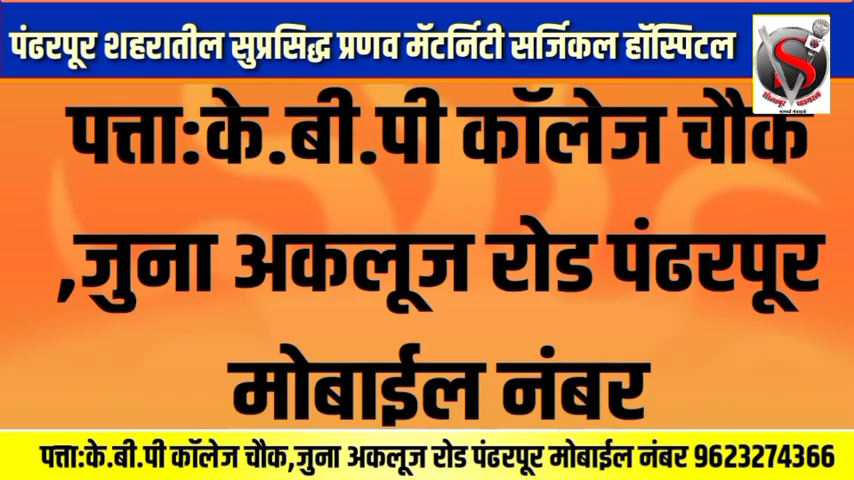 पंढरपूर शहरातील सुप्रसिद्ध प्रणव मॅटर्निटी सर्जिकल हॉस्पिटल
VS
पत्ता:के.बी.पी कॉलेज चौक
,जुना अकलूज रोड पंढरपूर
मोबाईल नंबर
पत्ता:के.बी.पी कॉलेज चौक,जुना अकलूज रोड पंढरपूर मोबाईल नंबर 9623274366